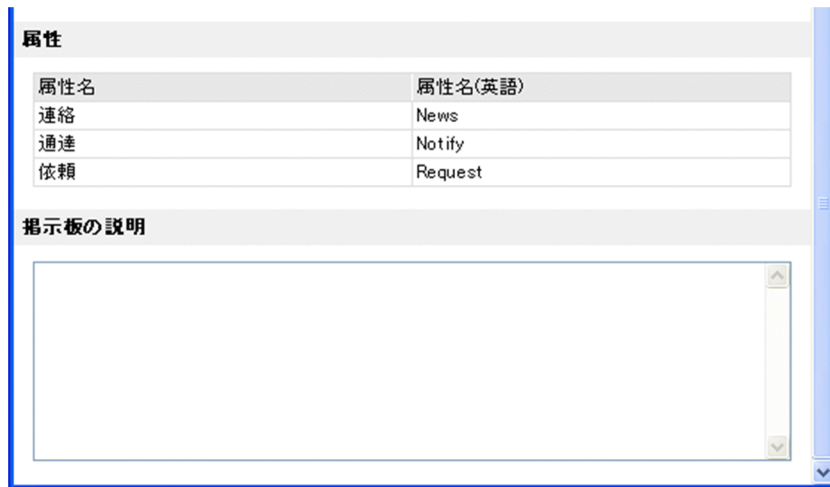 属性
属性名 属性名(英語)
連絡 News
通達 Notify
依頼 Request
掲示板の説明